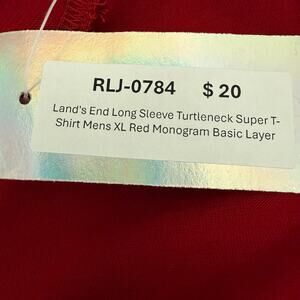 RLJ-0784 $ 20
Land's End Long Sleeve Turtleneck Super T-
Shirt Mens XL Red Monogram Basic Layer